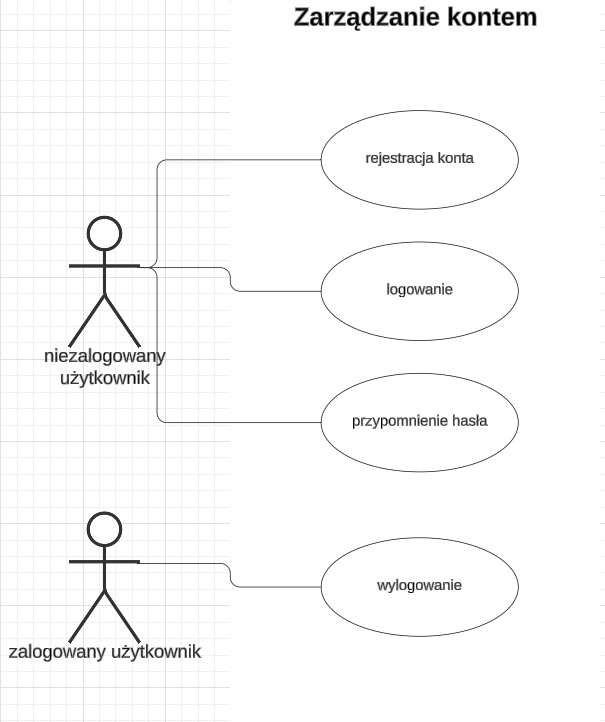 Zarządzanie kontem
rejestracja konta
logowanie
niezalogowany
użytkownik
przypomnienie hasła
wylogowanie
zalogowany użytkownik